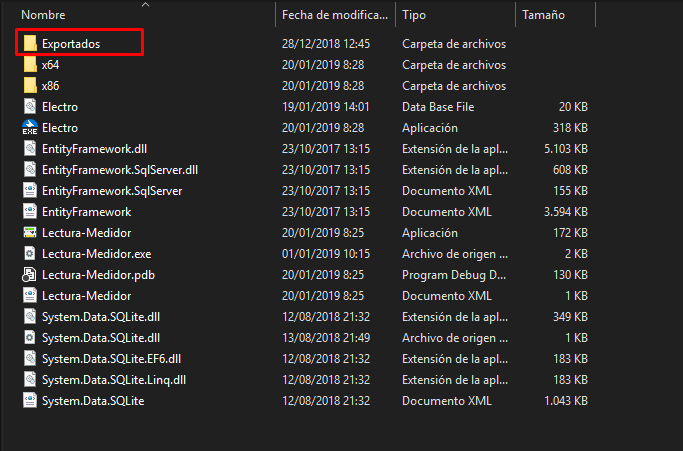 Nombre Fecha de modifica... Tipo Tamaño
Exportados 28/12/2018 12:45 Carpeta de archivos
x64 20/01/2019 8:28 Carpeta de archivos
x86 20/01/2019 8:28 Carpeta de archivos
Electro 19/01/2019 14:01 Data Base File 20 KB
EXE Electro 20/01/2019 8:28 Aplicación 318 KB
EntityFramework.dll 23/10/2017 13:15 Extensión de la apl... 5.103 KB
EntityFramework.SqlServer.dll 23/10/2017 13:15 Extensión de la apl... 608 KB
EntityFramework.SqlServer 23/10/2017 13:15 Documento XML 155 KB
EntityFramework 23/10/2017 13:15 Documento XML 3.594 KB
Lectura-Medidor 20/01/2019 8:25 Aplicación 172 KB
Lectura-Medidor.exe 01/01/2019 10:15 Archivo de origen ... 2 KB
Lectura-Medidor.pdb 20/01/2019 8:25 Program Debug D... 130 KB
Lectura-Medidor 20/01/2019 8:25 Documento XML 1 KB
System.Data.SQLite.dll 12/08/2018 21:32 Extensión de la apl... 349 KB
System.Data.SQLite.dll 13/08/2018 21:49 Archivo de origen ... 1 KB
System.Data.SQLite.EF6.dll 12/08/2018 21:32 Extensión de la apl... 183 KB
System.Data.SQLite.Linq.dll 12/08/2018 21:32 Extensión de la apl... 183 KB
System.Data.SQLite 12/08/2018 21:32 Documento XML 1.043 KB